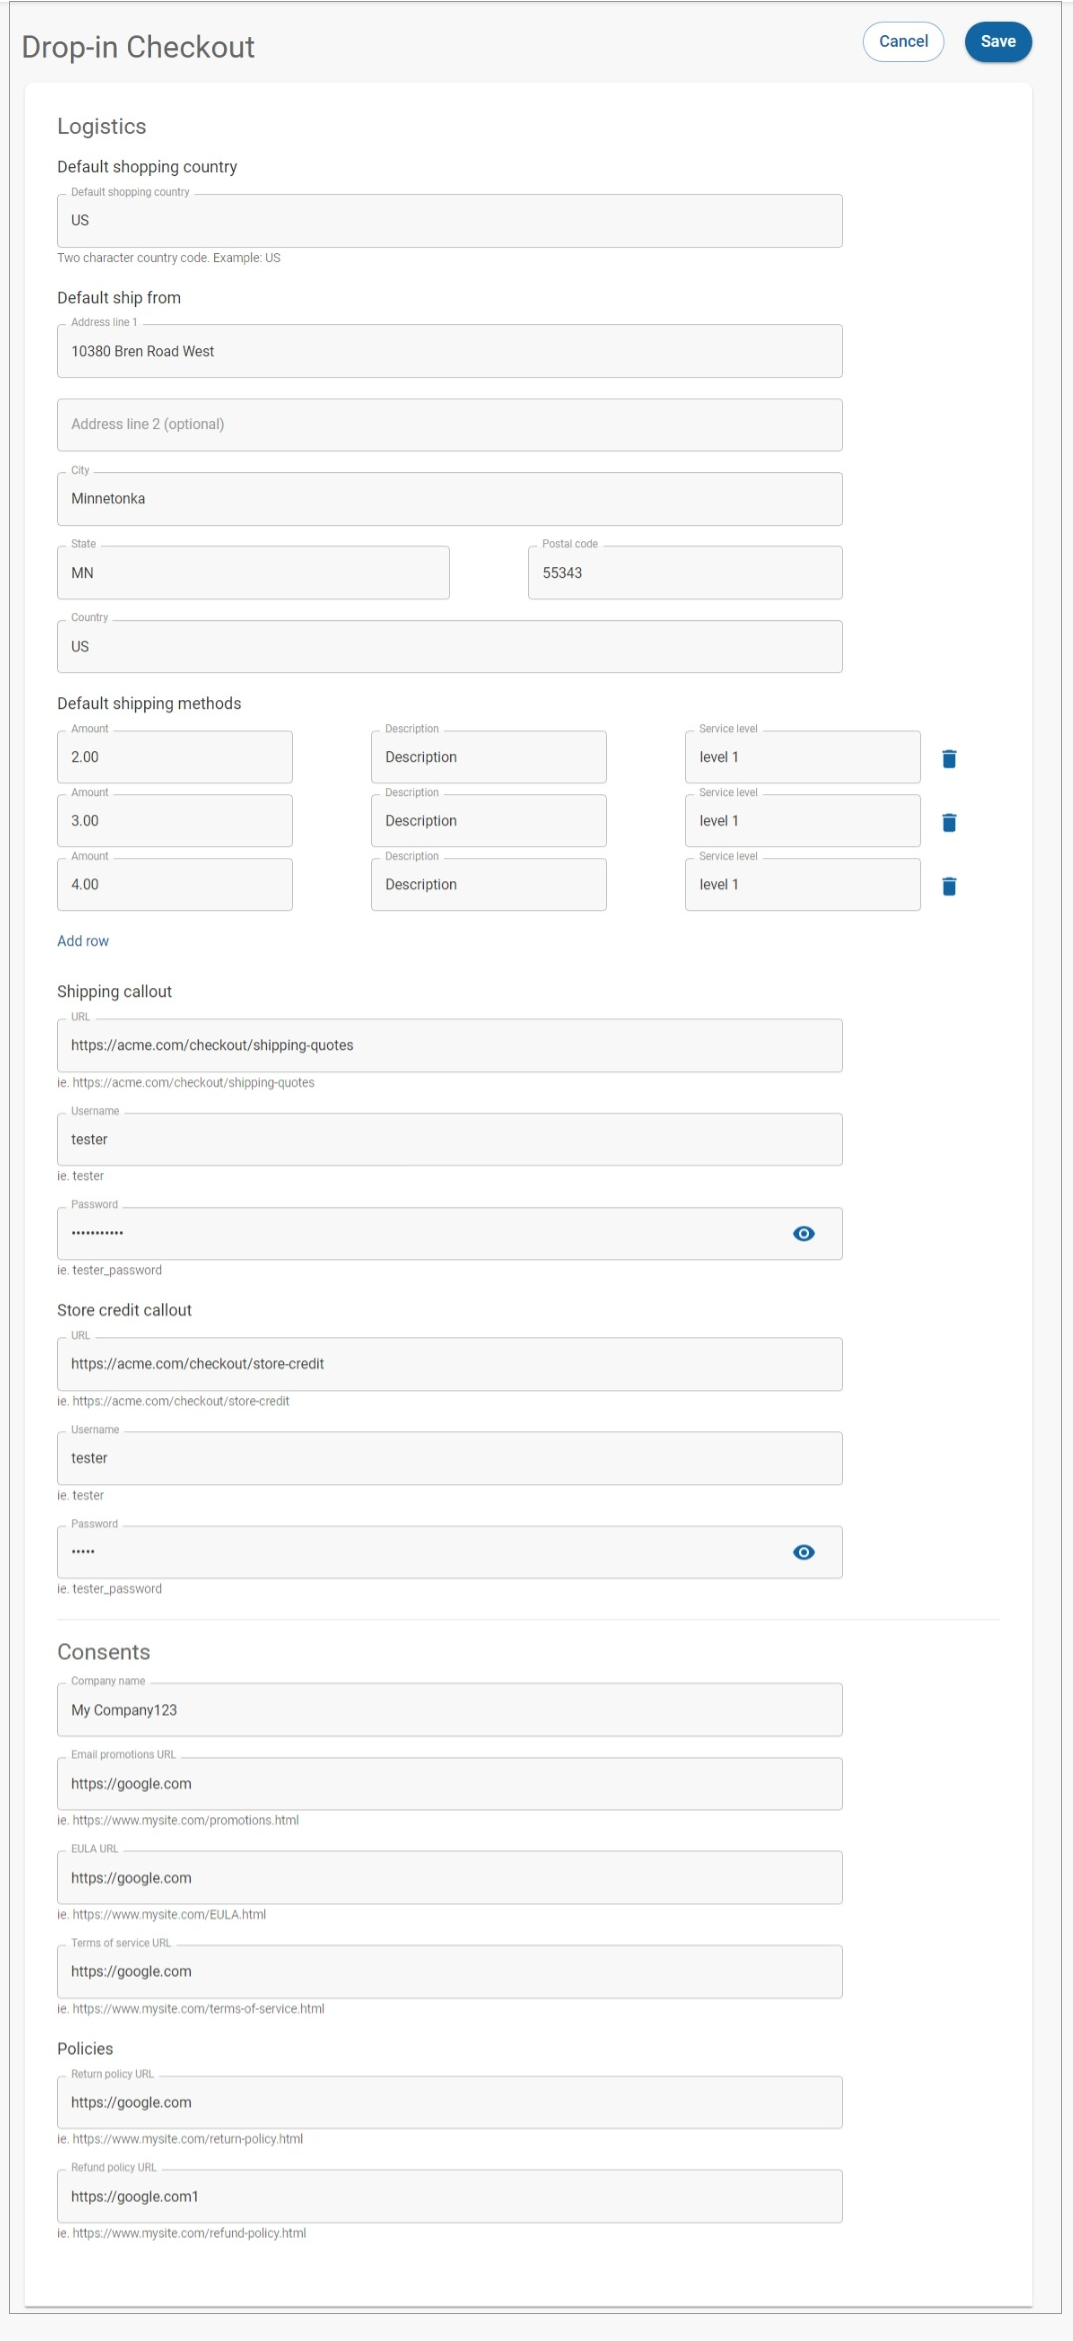 Drop-in Checkout
Cancel Save
Logistics
Default shopping country
Default shopping country
US
Two character country code. Example: US
Default ship from
Address line 1
10380 Bren Road West
Address line 2 (optional)
City
Minnetonka
State Postal code
MN 55343
Country
US
Default shipping methods
Amount Description Service level
2.00 Description level 1
Amount Description Service level
3.00 Description level 1
Amount Description Service level
4.00 Description level 1
Add row
Shipping callout
URL
https://acme.com/checkout/shipping-quotes
ie. https://acme.com/checkout/shipping-quotes
Username
tester
ie. tester
Password
•••••••••••
ie. tester_password
Store credit callout
URL
https://acme.com/checkout/store-credit
ie. https://acme.com/checkout/store-credit
Username
tester
ie. tester
Password
•••••
ie. tester_password
Consents
Company name
My Company123
Email promotions URL
https://google.com
ie. https://www.mysite.com/promotions.html
EULA URL
https://google.com
ie. https://www.mysite.com/EULA.html
Terms of service URL
https://google.com
ie. https://www.mysite.com/terms-of-service.html
Policies
Return policy URL
https://google.com
ie. https://www.mysite.com/return-policy.html
Refund policy URL
https://google.com1
ie. https://www.mysite.com/refund-policy.html